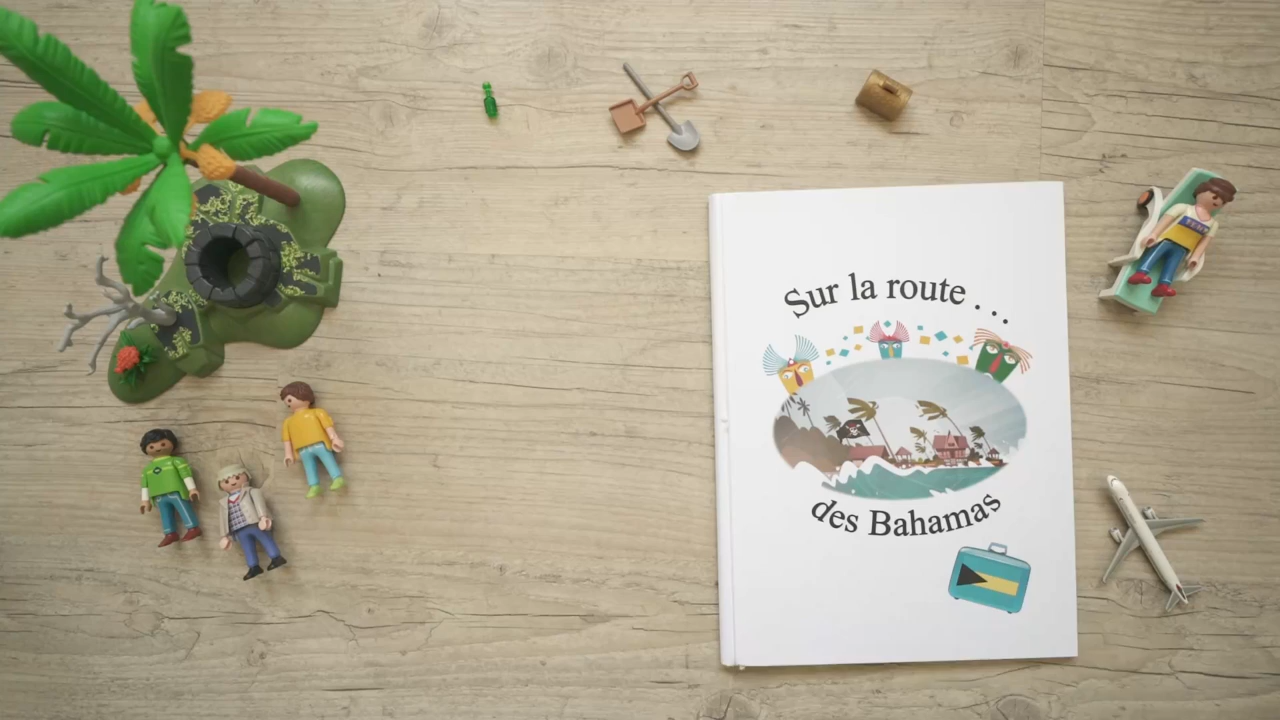 Sur la route . . .
des Bahamas